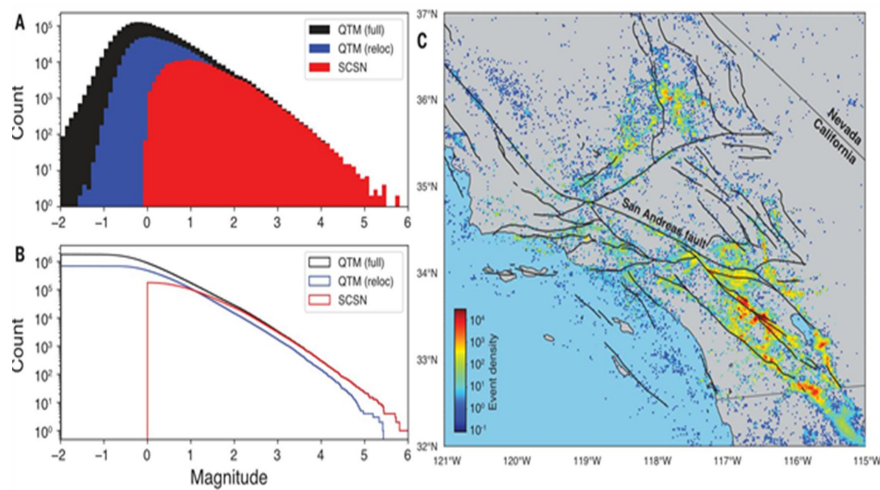 A
Count
10⁵
10⁴
10³
10²
10¹
10⁰
QTM (full)
QTM (reloc)
SCSN
-2 -1 0 1 2 3 4 5 6
B
Count
10⁶
10⁵
10⁴
10³
10²
10¹
10⁰
QTM (full)
QTM (reloc)
SCSN
-2 -1 0 1 2 3 4 5 6
Magnitude
C
37°N
36°N
35°N
34°N
33°N
32°N
Nevada
California
San Andreas fault
10⁴
10³
10²
10¹
10⁰
10⁻¹
Event density
121°W 120°W 119°W 118°W 117°W 116°W 115°W